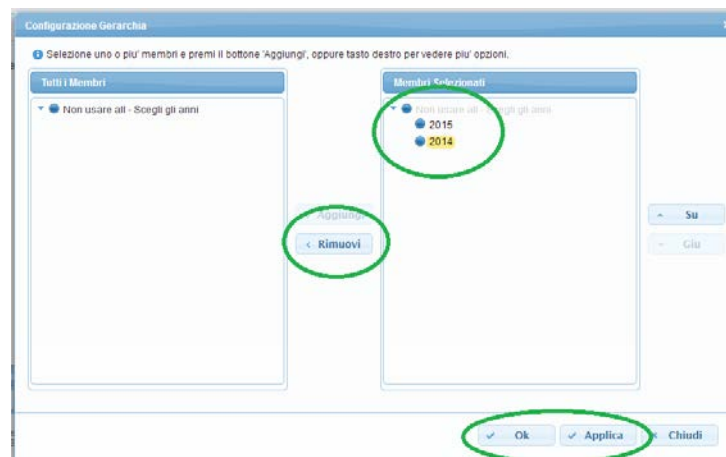 Configurazione Gerarchia
Selezione uno o piu' membri e premi il bottone 'Aggiungi', oppure tasto destro per vedere piu' opzioni.
Tutti i Membri
Non usare all - Scegli gli anni
Aggiungi
Rimuovi
Membri Selezionati
Non usare all - Scegli gli anni
2015
2014
Su
Giu
Ok
Applica
Chiudi